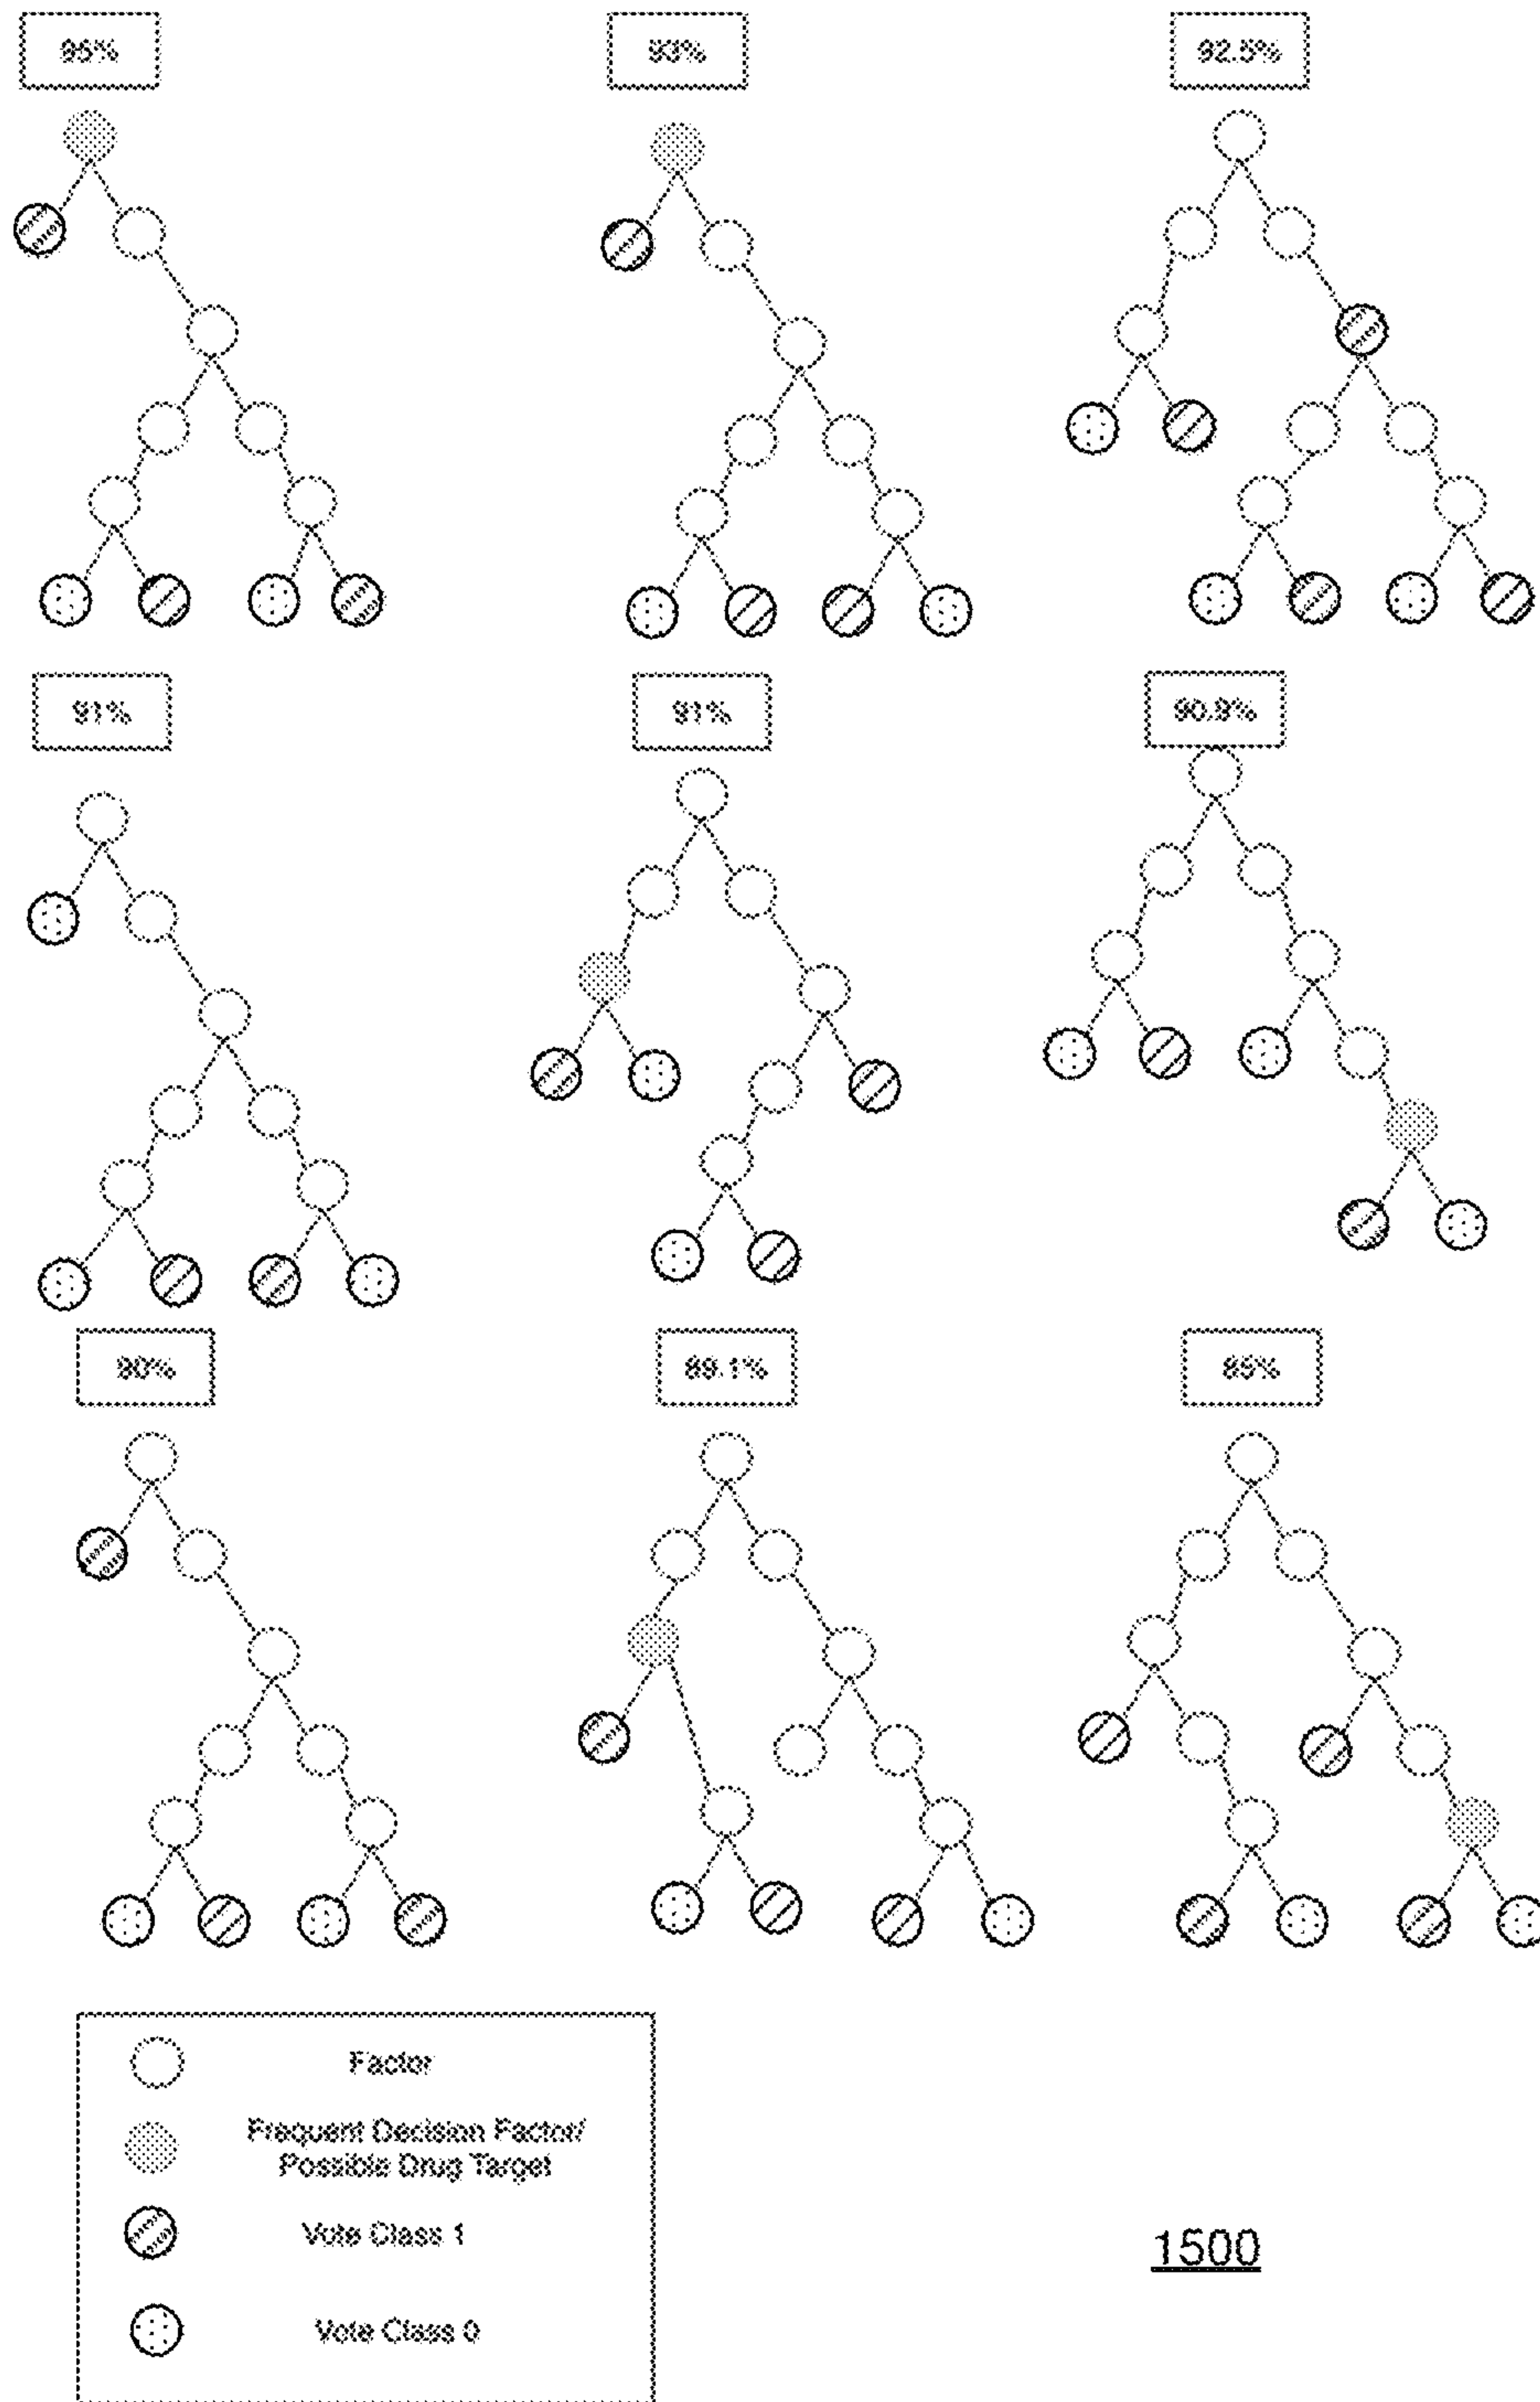 95%
93%
92.5%
91%
91%
90.9%
90%
89.1%
85%
Factor
Frequent Decision Factor/
Possible Drug Target
Vote Class 1
Vote Class 0
1500